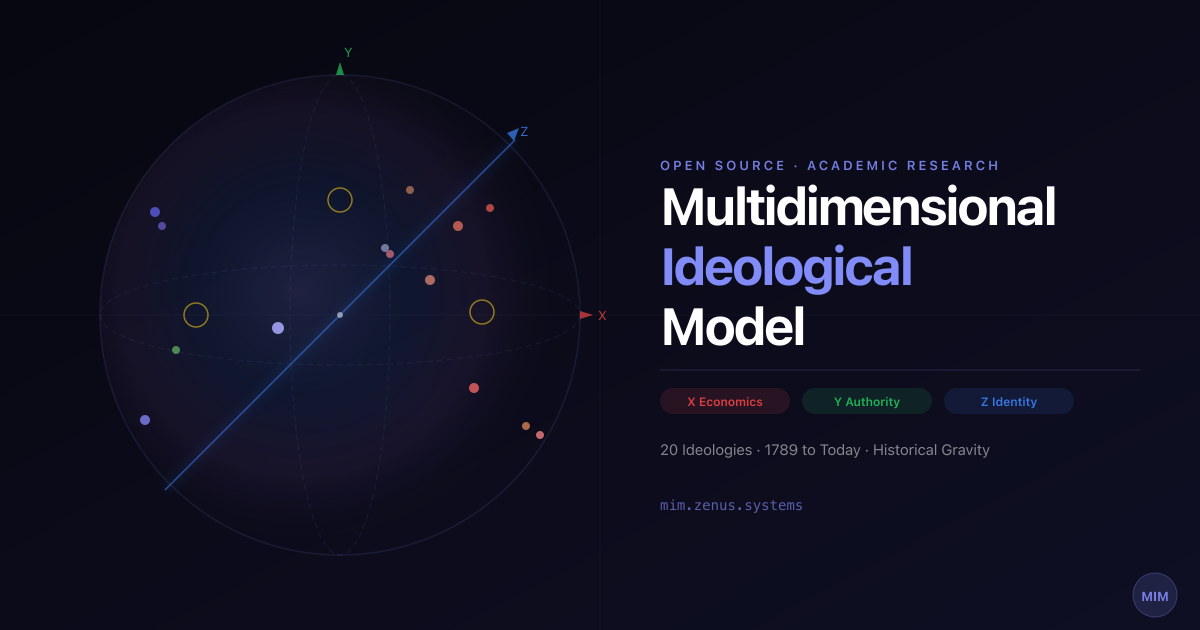 Y
Z
X
OPEN SOURCE · ACADEMIC RESEARCH
Multidimensional
Ideological
Model
X Economics
Y Authority
Z Identity
20 Ideologies · 1789 to Today · Historical Gravity
mim.zenus.systems
MIM